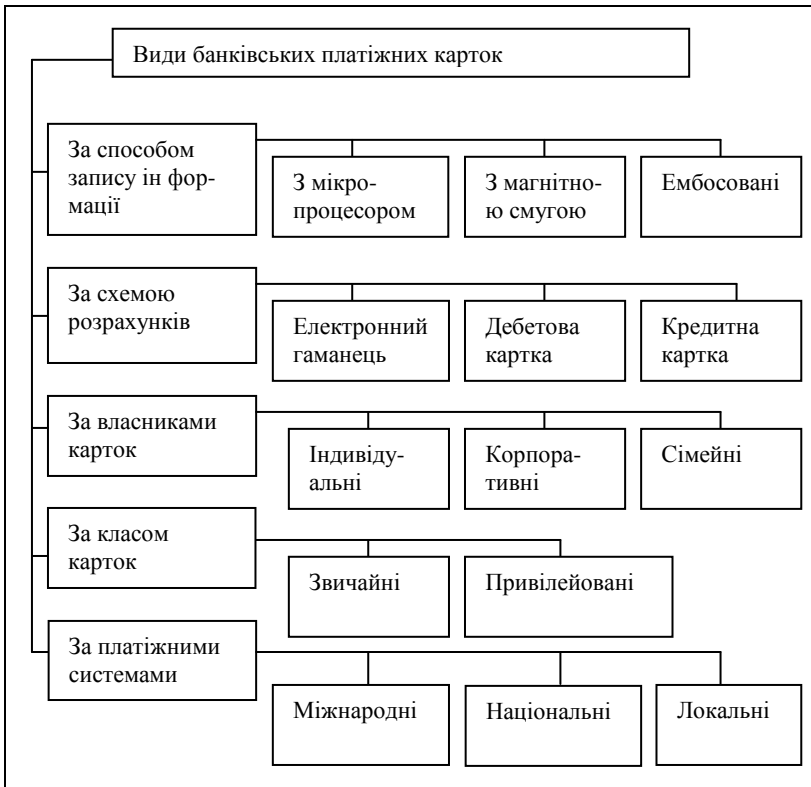 Види банківських платіжних карток
За способом
запису ін фор-
мації
З мікро-
процесором
З магнітно-
ю смугою
Ембосовані
За схемою
розрахунків
Електронний
гаманець
Дебетова
картка
Кредитна
картка
За власниками
карток
Індивіду-
альні
Корпора-
тивні
Сімейні
За класом
карток
Звичайні
Привілейовані
За платіжними
системами
Міжнародні
Національні
Локальні